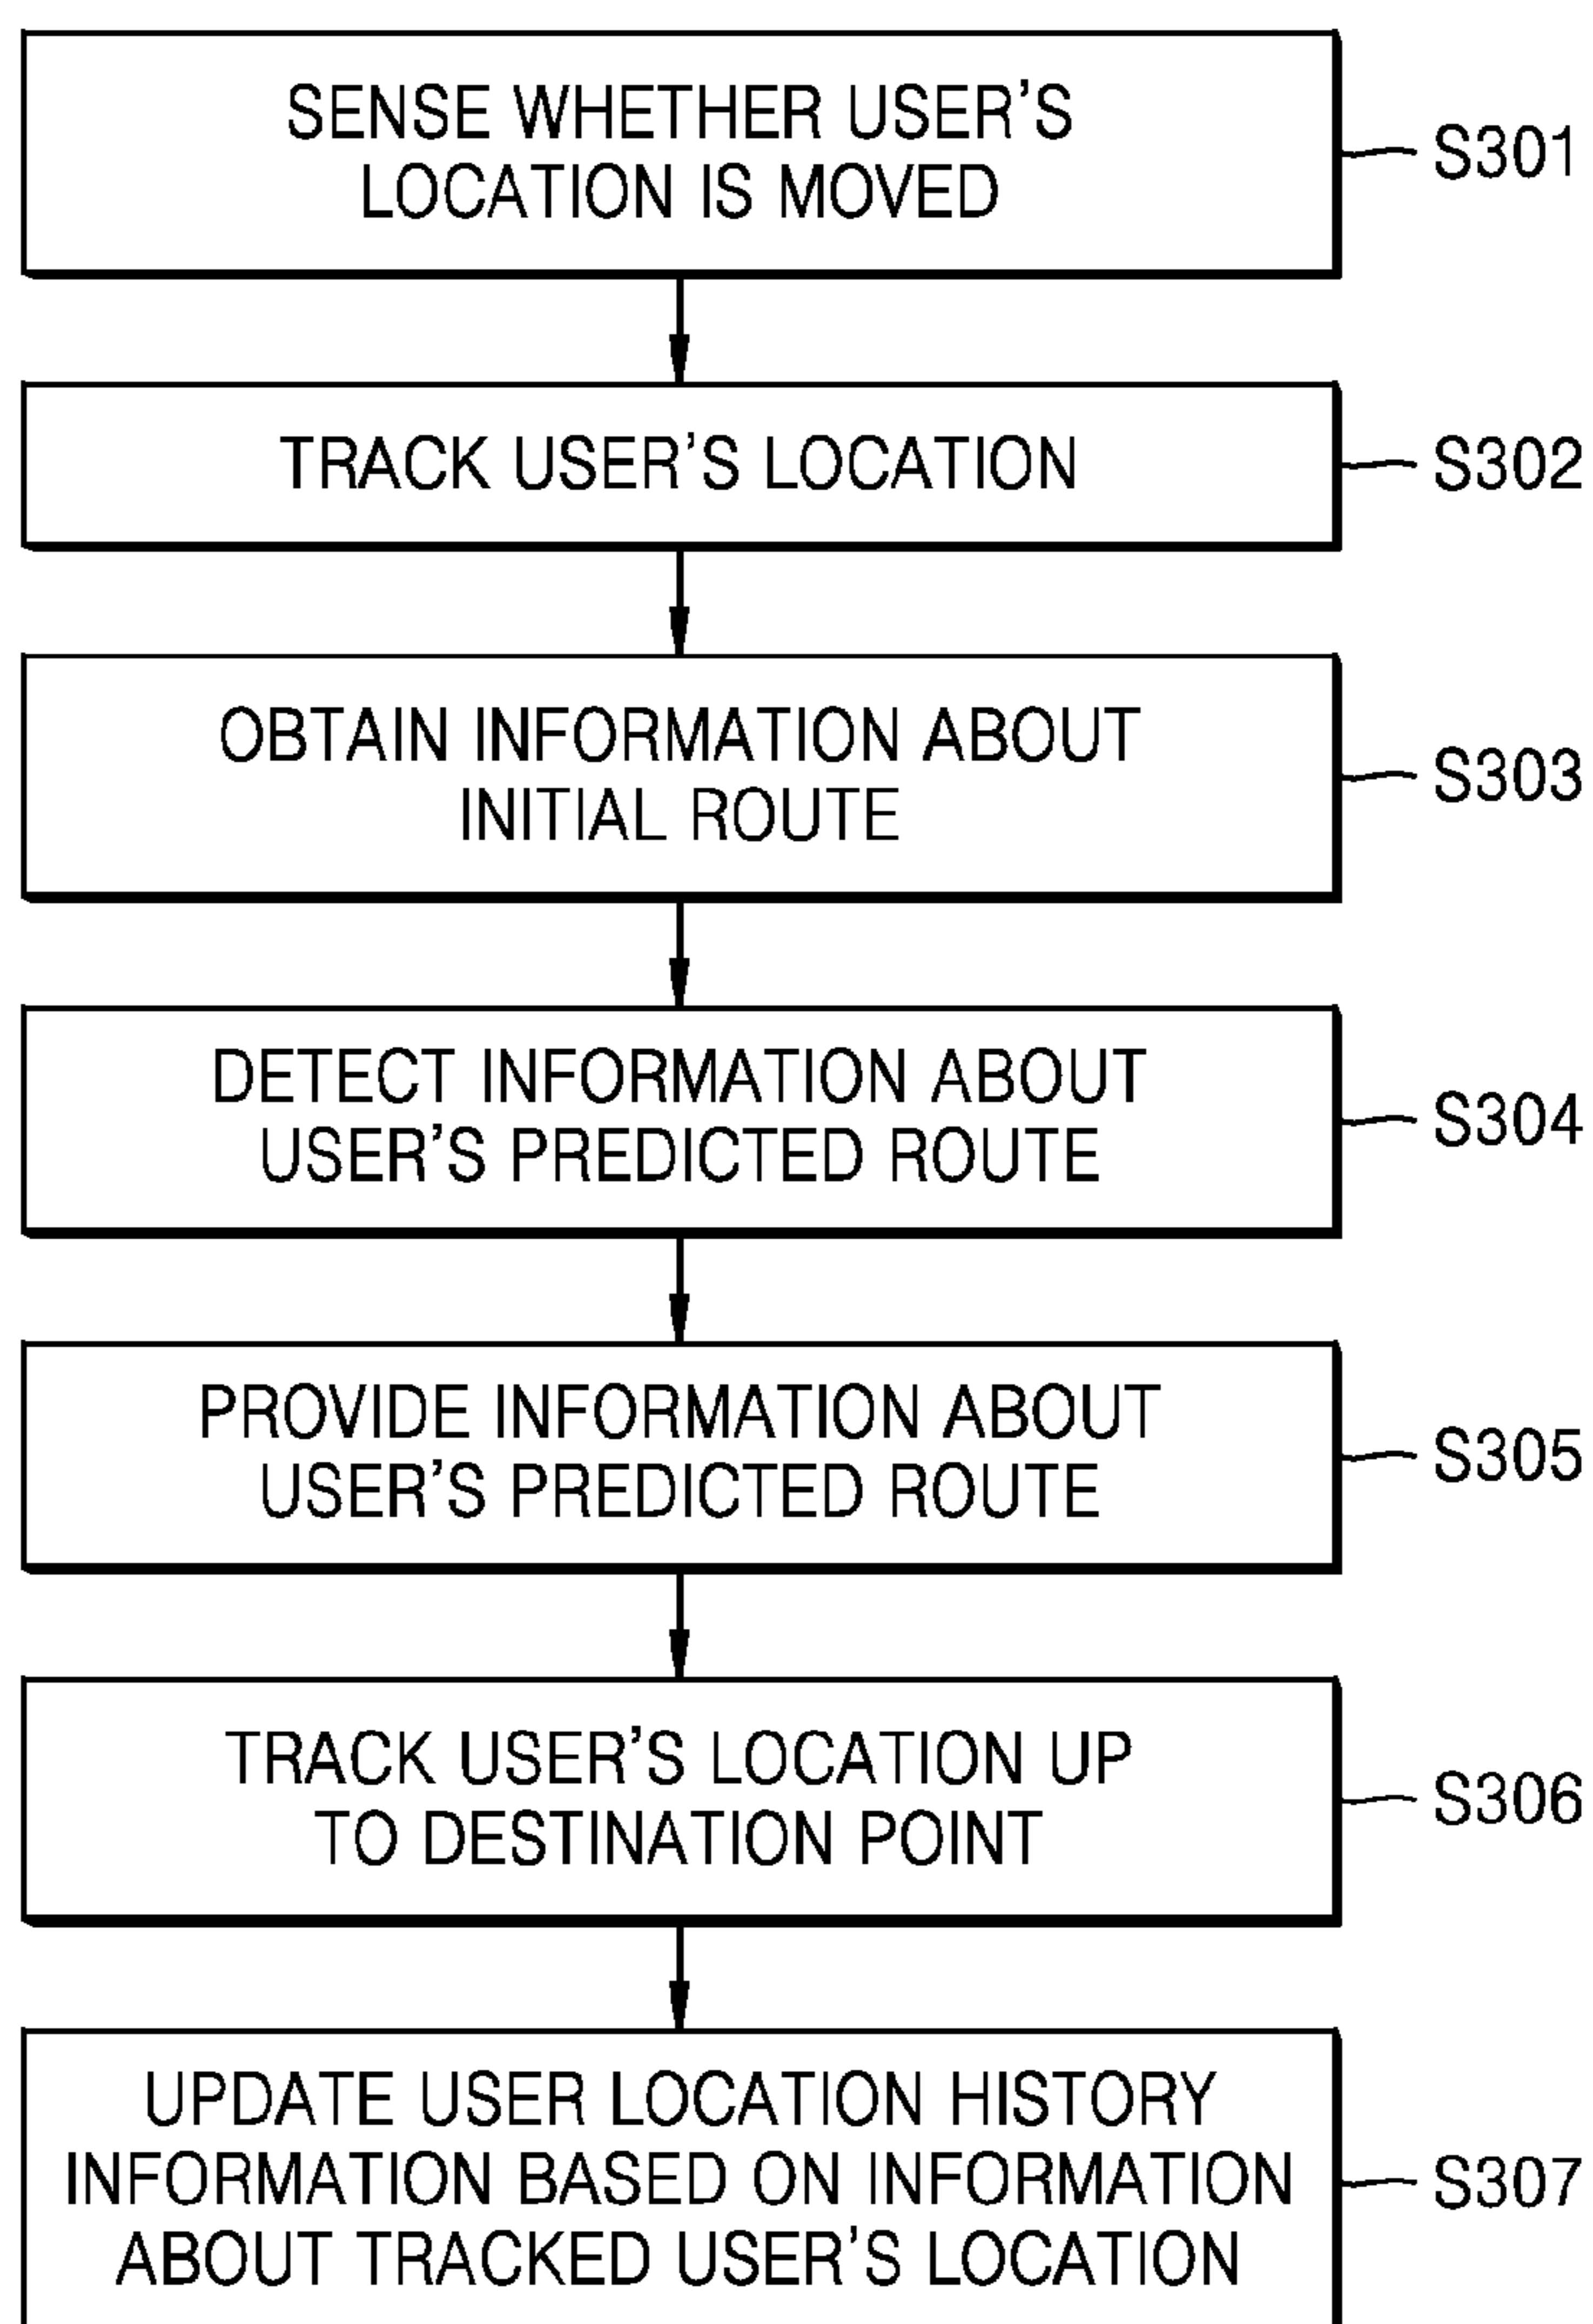 SENSE WHETHER USER'S
LOCATION IS MOVED
S301
TRACK USER'S LOCATION
S302
OBTAIN INFORMATION ABOUT
INITIAL ROUTE
S303
DETECT INFORMATION ABOUT
USER'S PREDICTED ROUTE
S304
PROVIDE INFORMATION ABOUT
USER'S PREDICTED ROUTE
S305
TRACK USER'S LOCATION UP
TO DESTINATION POINT
S306
UPDATE USER LOCATION HISTORY
INFORMATION BASED ON INFORMATION
ABOUT TRACKED USER'S LOCATION
S307